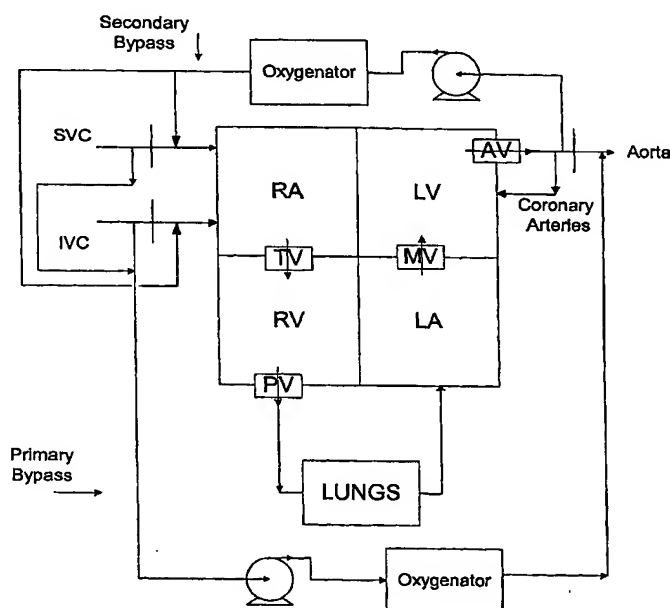 Secondary
Bypass
Oxygenator
SVC
AV
Aorta
RA
LV
Coronary
Arteries
IVC
TV
MV
RV
LA
PV
Primary
Bypass
LUNGS
Oxygenator